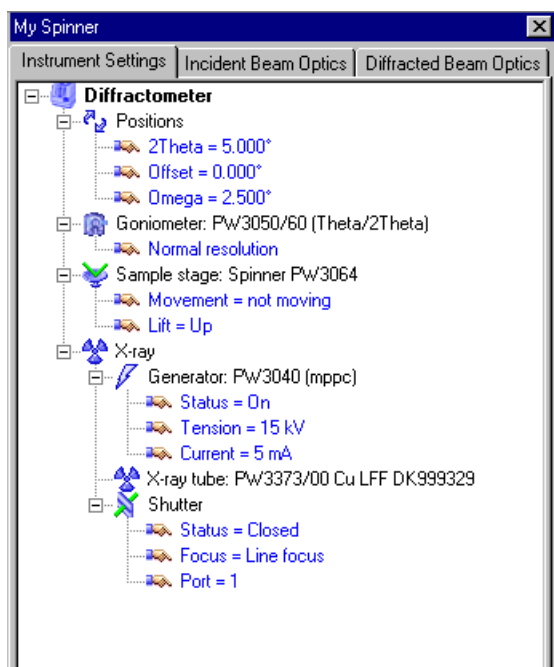 My Spinner
Instrument Settings Incident Beam Optics Diffracted Beam Optics
Diffractometer
Positions
2Theta = 5.000°
Offset = 0.000°
Omega = 2.500°
Goniometer: PW3050/60 (Theta/2Theta)
Normal resolution
Sample stage: Spinner PW3064
Movement = not moving
Lift = Up
X-ray
Generator: PW3040 (mppc)
Status = On
Tension = 15 kV
Current = 5 mA
X-ray tube: PW3373/00 Cu LFF DK999329
Shutter
Status = Closed
Focus = Line focus
Port = 1